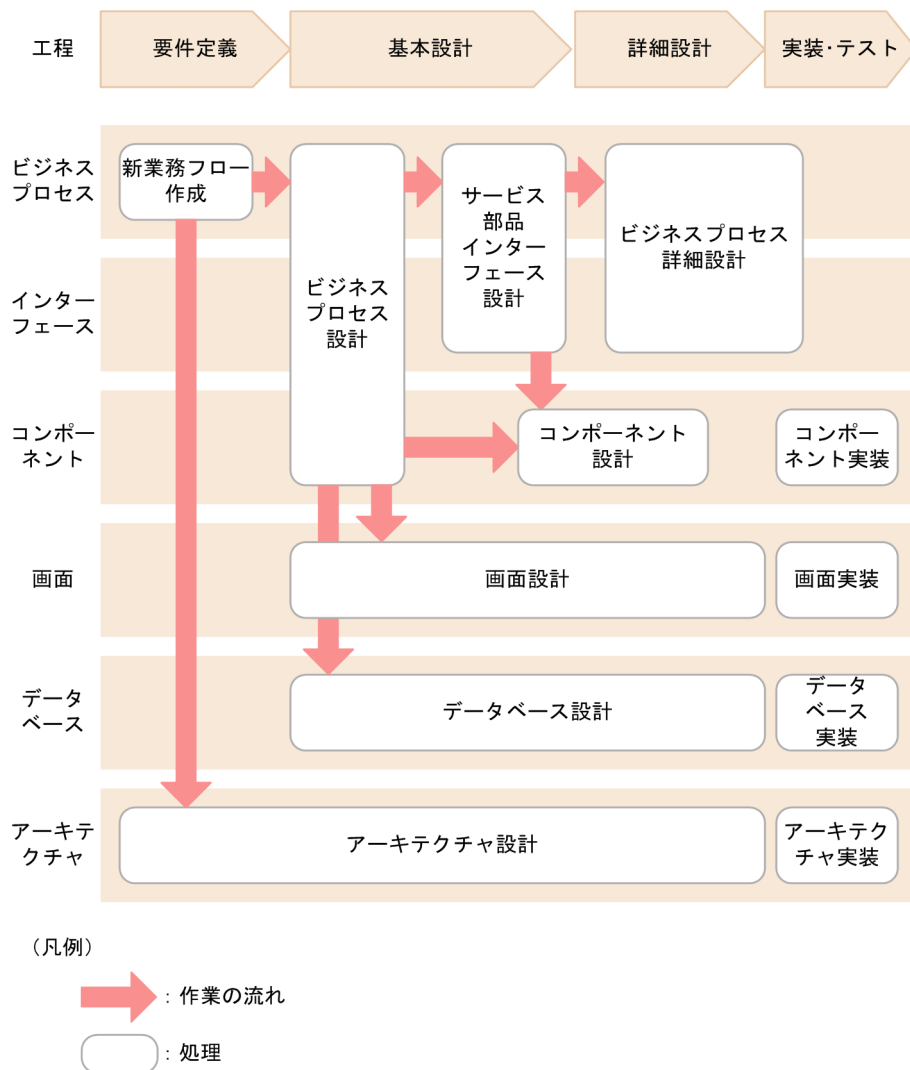 工程
要件定義
基本設計
詳細設計
実装･テスト
ビジネス
プロセス
新業務フロー
作成
ビジネス
プロセス
設計
サービス
部品
インター
フェース
設計
ビジネスプロセス
詳細設計
インター
フェース
コンポー
ネント
コンポーネント
設計
コンポー
ネント実装
画面
画面設計
画面実装
データ
ベース
データベース設計
データ
ベース
実装
アーキテ
クチャ
アーキテクチャ設計
アーキテク
チャ実装
（凡例）
：作業の流れ
：処理